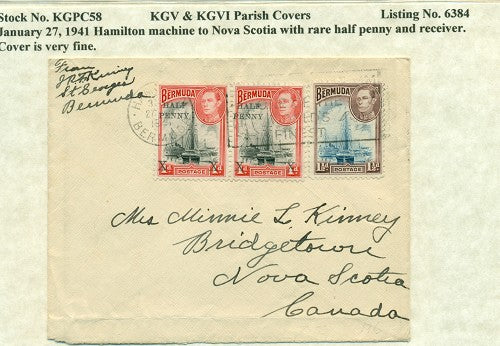 Stock No. KGPC58 KGV & KGVI Parish Covers Listing No. 6384
January 27, 1941 Hamilton machine to Nova Scotia with rare half penny and receiver.
Cover is very fine.
From
St. Georges
Bermuda
BERMUDA BERMUDA BERMUDA
HALF PENNY HALF PENNY
X X X X
POSTAGE POSTAGE POSTAGE
Mrs Minnie L. Kinney
Bridgetown
Nova Scotia
Canada